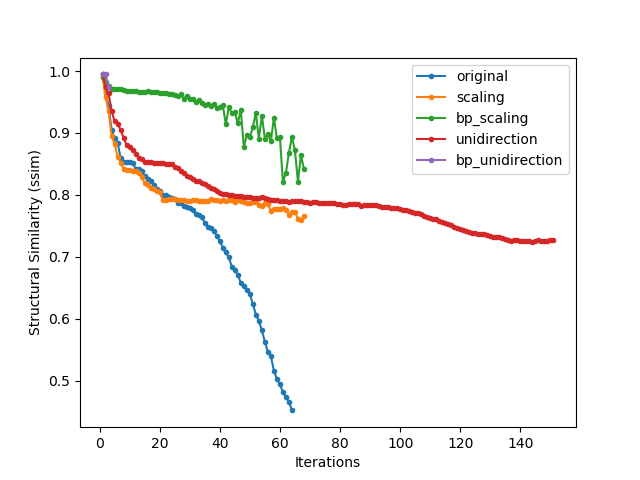 original
scaling
bp_scaling
unidirection
bp_unidirection
1.0
0.9
0.8
0.7
0.6
0.5
Structural Similarity (ssim)
0 20 40 60 80 100 120 140
Iterations